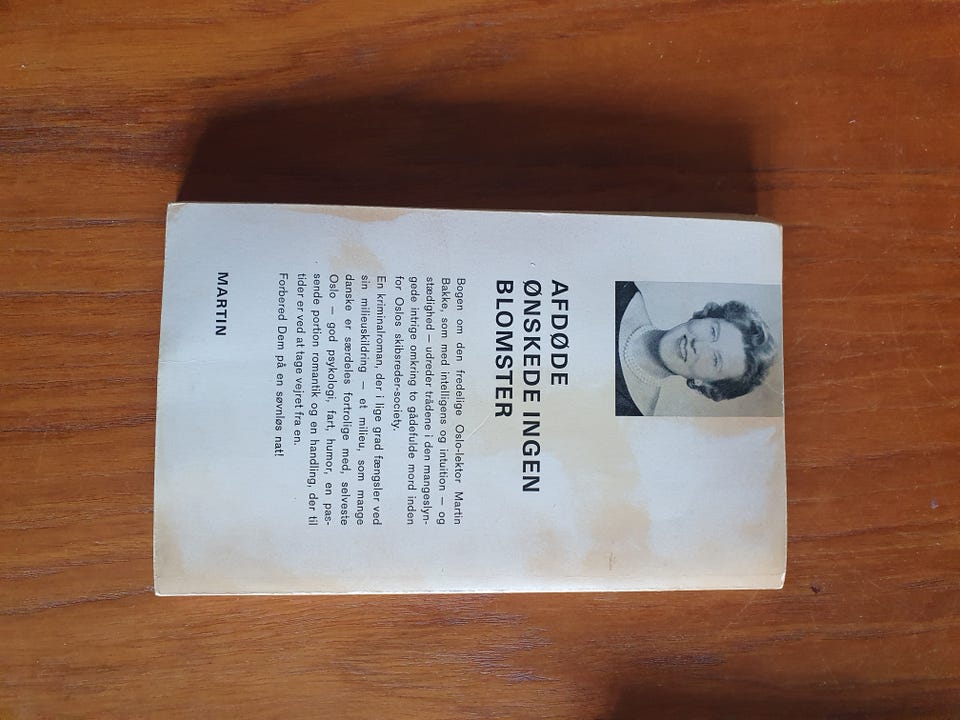 AFDØDE
ØNSKEDE INGEN
BLOMSTER
Bogen om den fredelige Oslo-lektor Martin
Bakke, som med intelligens og intuition – og
stædighed – udreder trådene i den mangeslyn-
gede intrige omkring to gådefulde mord inden
for Oslos skibsreder-society.
En kriminalroman, der i lige grad fængsler ved
sin milieuskildring – et milieu, som mange
danske er særdeles fortrolige med, selveste
Oslo – god psykologi, fart, humor, en pas-
sende portion romantik og en handling, der til
tider er ved at tage vejret fra en.
Forbered Dem på en søvnløs nat!
MARTIN